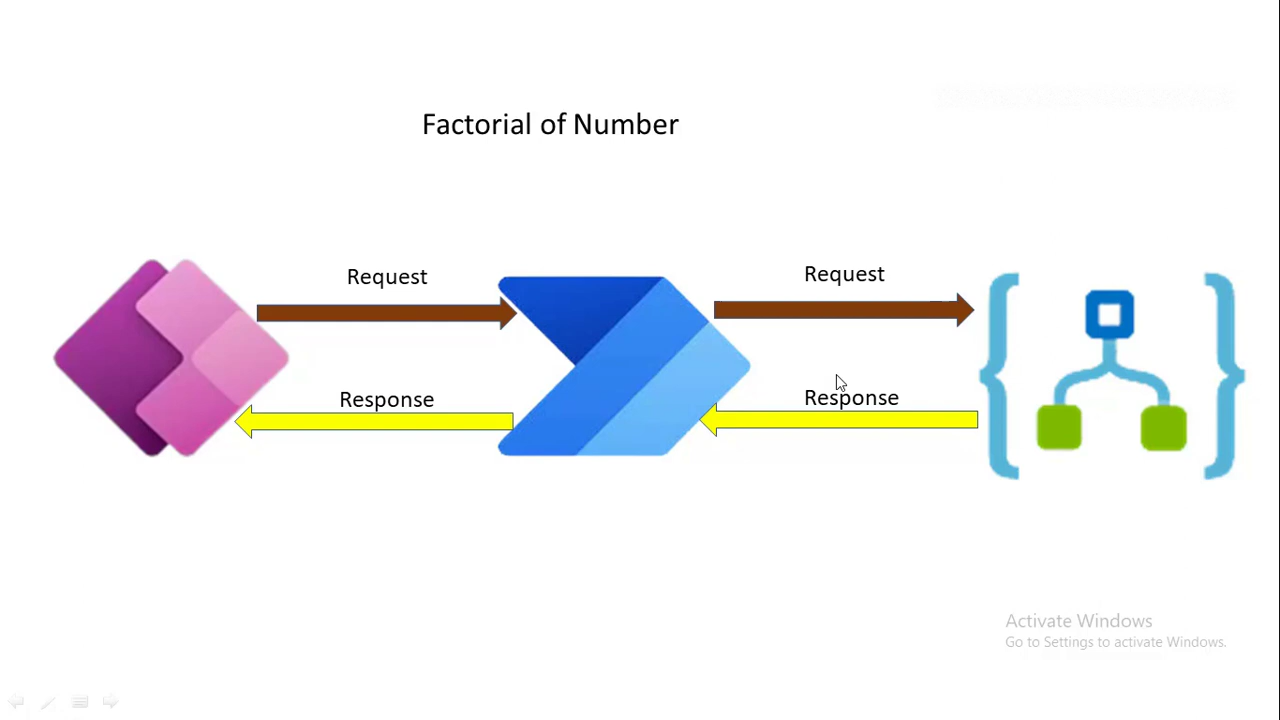 Factorial of Number
Request
Request
Response
Response
Activate Windows
Go to Settings to activate Windows.